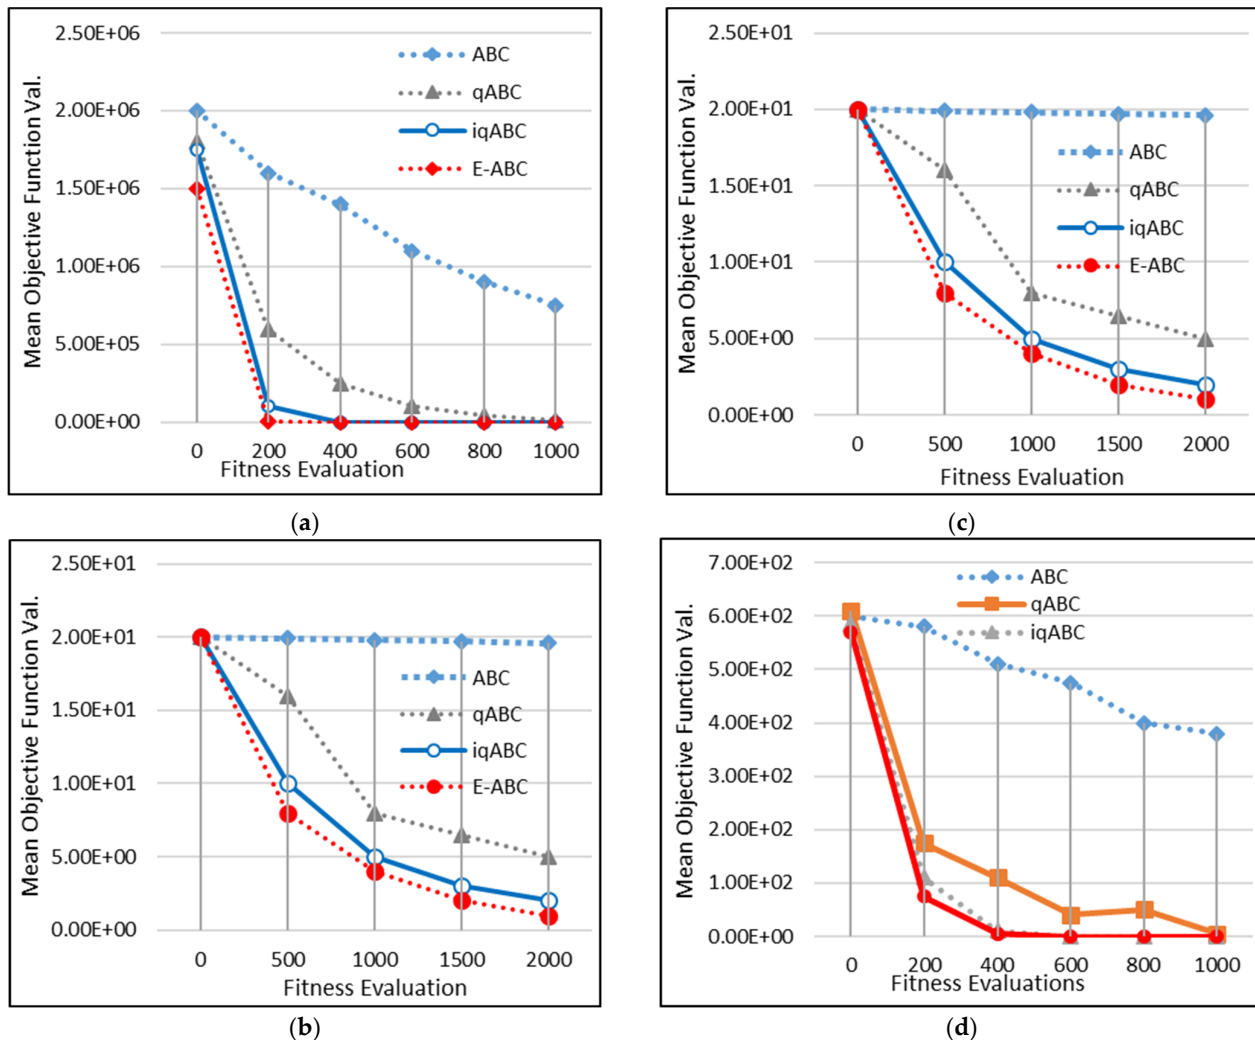 Mean Objective Function Val.
2.50E+06
2.00E+06
1.50E+06
1.00E+06
5.00E+05
0.00E+00
ABC
qABC
iqABC
E-ABC
0 200 400 600 800 1000
Fitness Evaluation
(a)
Mean Objective Function Val.
2.50E+01
2.00E+01
1.50E+01
1.00E+01
5.00E+00
0.00E+00
ABC
qABC
iqABC
E-ABC
0 500 1000 1500 2000
Fitness Evaluation
(c)
Mean Objective Function Val.
2.50E+01
2.00E+01
1.50E+01
1.00E+01
5.00E+00
0.00E+00
ABC
qABC
iqABC
E-ABC
0 500 1000 1500 2000
Fitness Evaluation
(b)
Mean Objective Function Val.
7.00E+02
6.00E+02
5.00E+02
4.00E+02
3.00E+02
2.00E+02
1.00E+02
0.00E+00
ABC
qABC
iqABC
0 200 400 600 800 1000
Fitness Evaluations
(d)